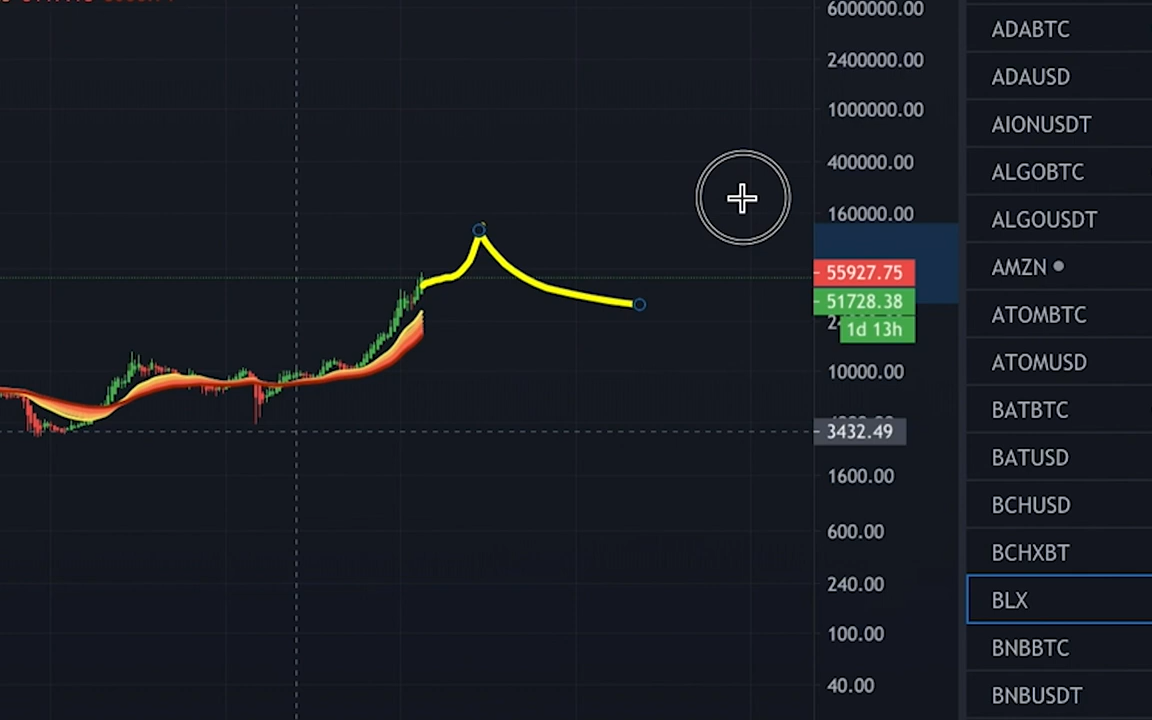 6000000.00
2400000.00
1000000.00
400000.00
160000.00
55927.75
51728.38
1d 13h
10000.00
3432.49
1600.00
600.00
240.00
100.00
40.00
ADABTC
ADAUSD
AIONUSDT
ALGOBTC
ALGOUSDT
AMZN
ATOMBTC
ATOMUSD
BATBTC
BATUSD
BCHUSD
BCHXBT
BLX
BNBBTC
BNBUSDT